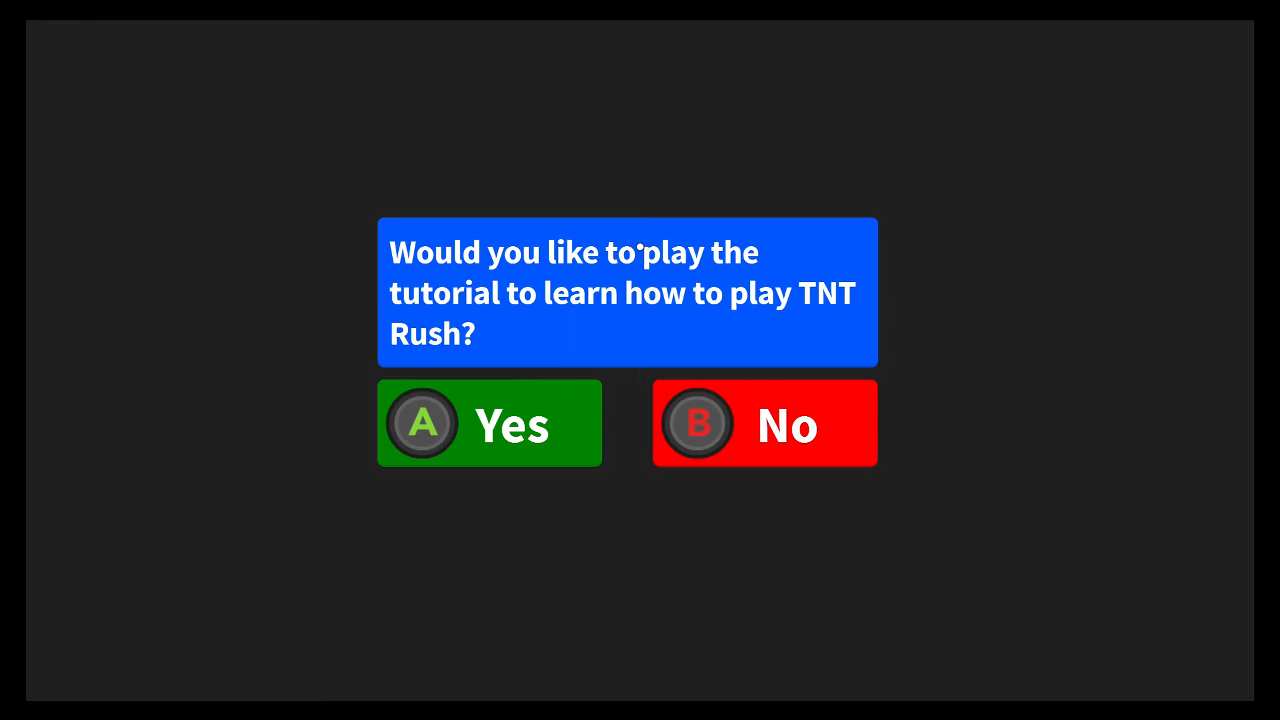 Would you like to play the
tutorial to learn how to play TNT
Rush?
A Yes
B No